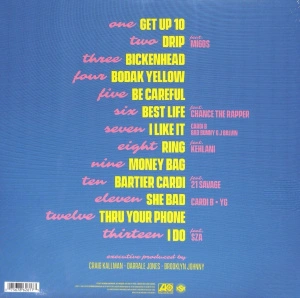 one GET UP 10
two DRIP feat. MIGOS
three BICKENHEAD
four BODAK YELLOW
five BE CAREFUL
six BEST LIFE feat. CHANCE THE RAPPER
seven I LIKE IT CARDI B BAD BUNNY & J BALVIN
eight RING feat. KEHLANI
nine MONEY BAG
ten BARTIER CARDI feat. 21 SAVAGE
eleven SHE BAD CARDI B + YG
twelve THRU YOUR PHONE
thirteen I DO feat. SZA
executive produced by
CRAIG KALLMAN • DARRALE JONES • BROOKLYN JOHNNY